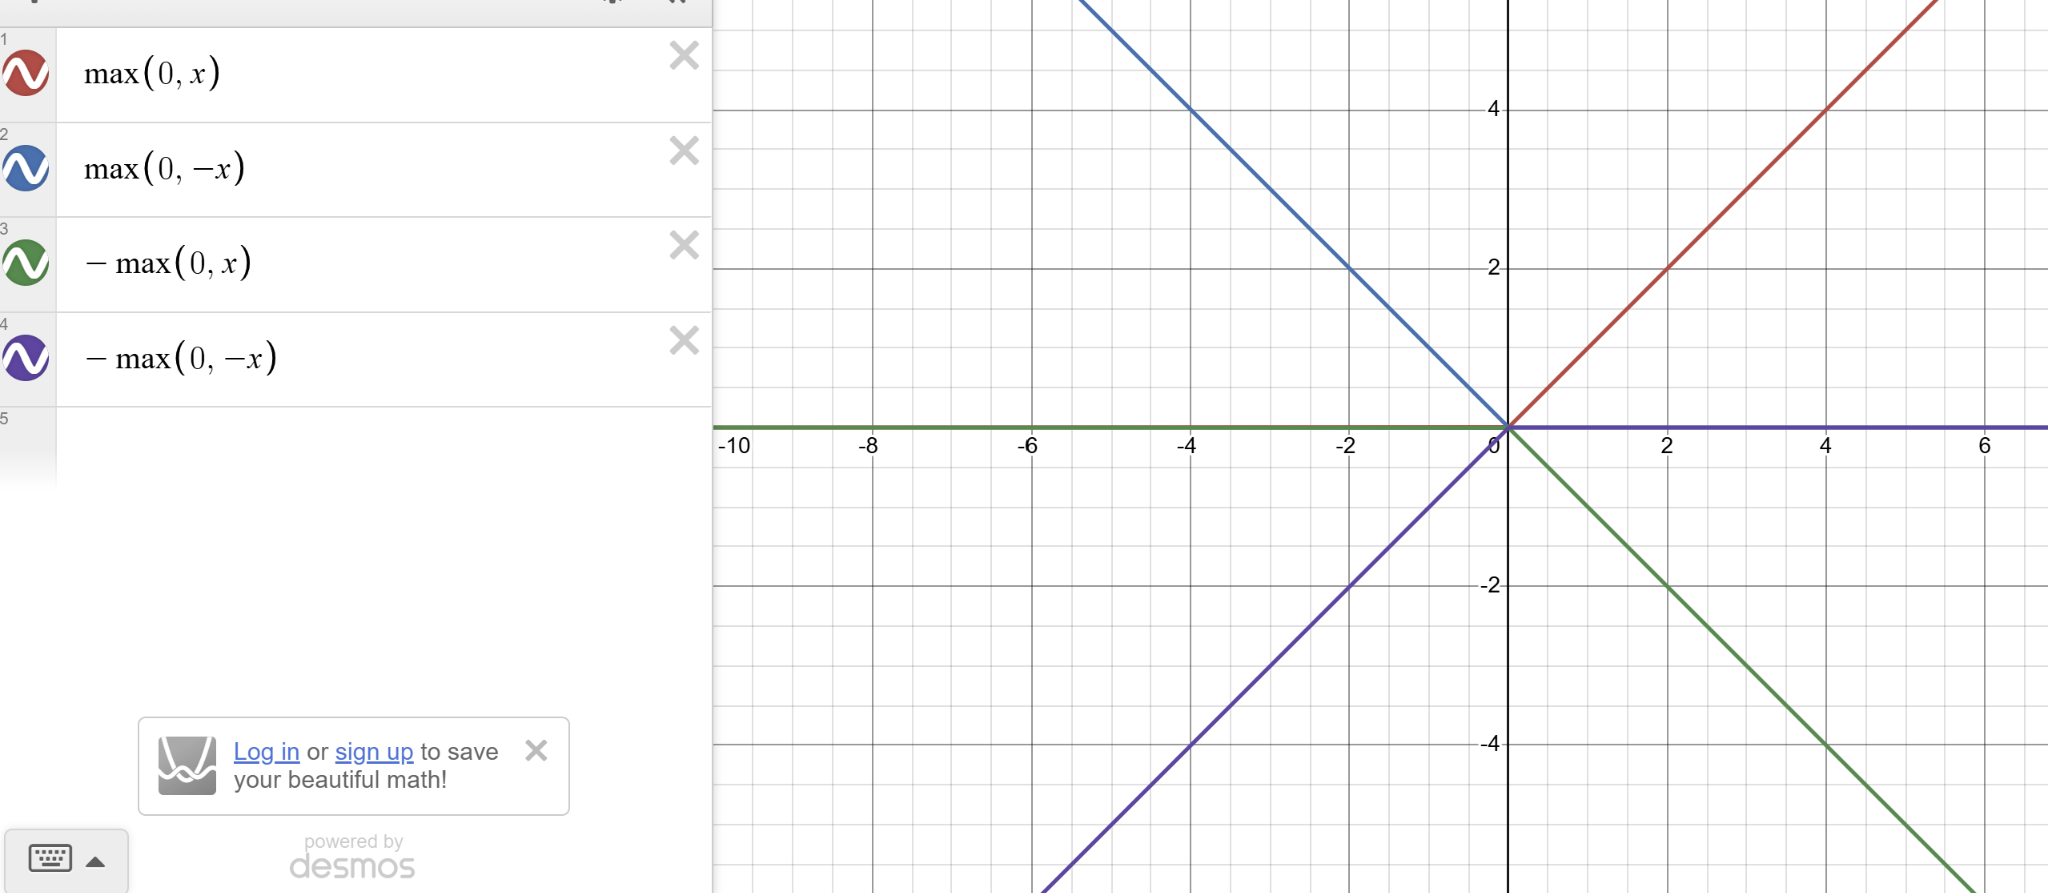 1
max(0, x)
2
max(0, −x)
3
− max(0, x)
4
− max(0, −x)
5
Log in or sign up to save
your beautiful math!
powered by
desmos
4
2
-10 -8 -6 -4 -2 0 2 4 6
-2
-4